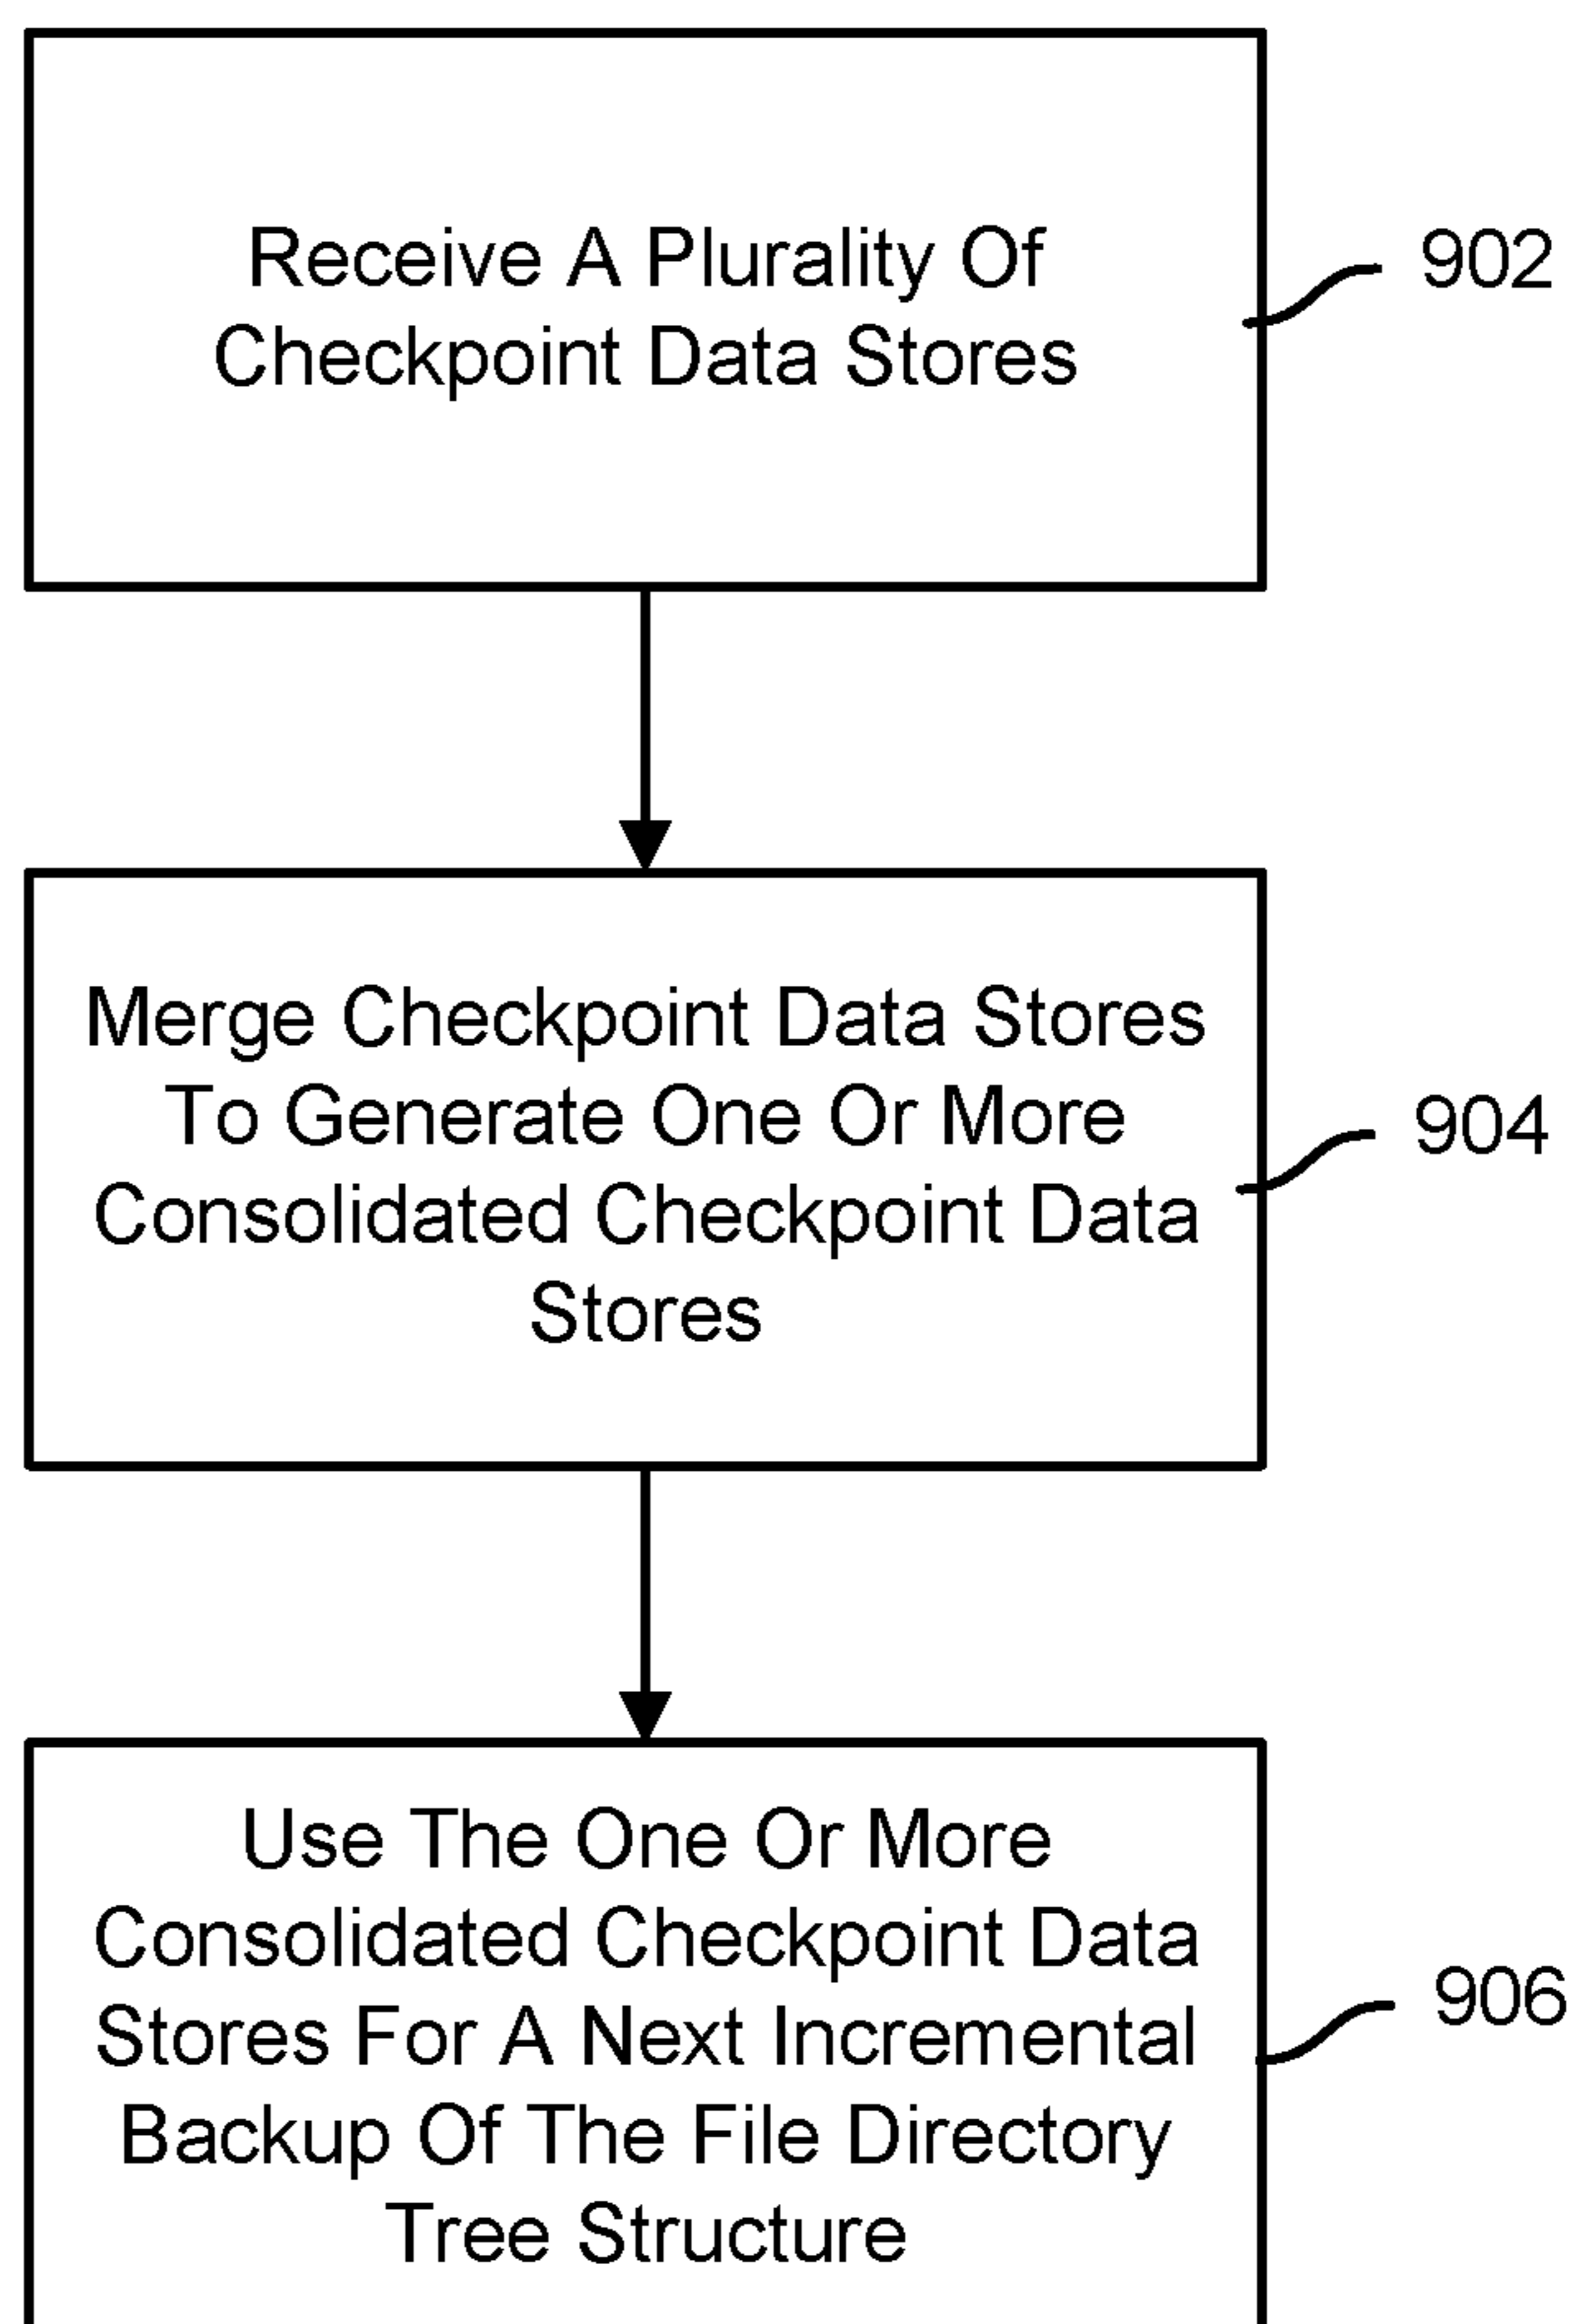 Receive A Plurality Of
Checkpoint Data Stores
902
Merge Checkpoint Data Stores
To Generate One Or More
Consolidated Checkpoint Data
Stores
904
Use The One Or More
Consolidated Checkpoint Data
Stores For A Next Incremental
Backup Of The File Directory
Tree Structure
906